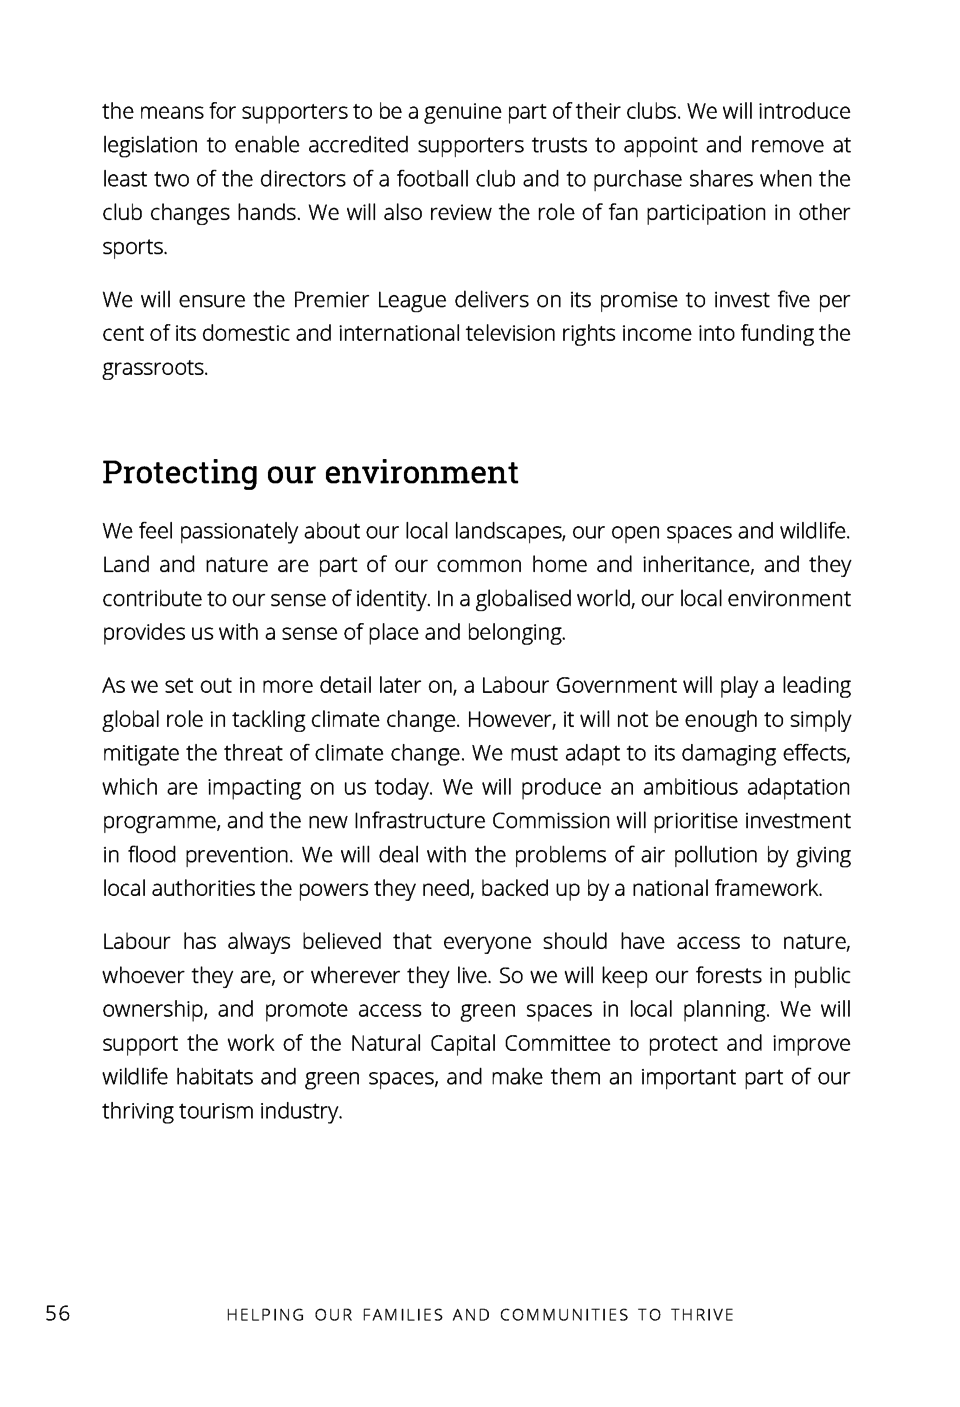 the means for supporters to be a genuine part of their clubs. We will introduce
legislation to enable accredited supporters trusts to appoint and remove at
least two of the directors of a football club and to purchase shares when the
club changes hands. We will also review the role of fan participation in other
sports.
We will ensure the Premier League delivers on its promise to invest five per
cent of its domestic and international television rights income into funding the
grassroots.
Protecting our environment
We feel passionately about our local landscapes, our open spaces and wildlife.
Land and nature are part of our common home and inheritance, and they
contribute to our sense of identity. In a globalised world, our local environment
provides us with a sense of place and belonging.
As we set out in more detail later on, a Labour Government will play a leading
global role in tackling climate change. However, it will not be enough to simply
mitigate the threat of climate change. We must adapt to its damaging effects,
which are impacting on us today. We will produce an ambitious adaptation
programme, and the new Infrastructure Commission will prioritise investment
in flood prevention. We will deal with the problems of air pollution by giving
local authorities the powers they need, backed up by a national framework.
Labour has always believed that everyone should have access to nature,
whoever they are, or wherever they live. So we will keep our forests in public
ownership, and promote access to green spaces in local planning. We will
support the work of the Natural Capital Committee to protect and improve
wildlife habitats and green spaces, and make them an important part of our
thriving tourism industry.
56 HELPING OUR FAMILIES AND COMMUNITIES TO THRIVE